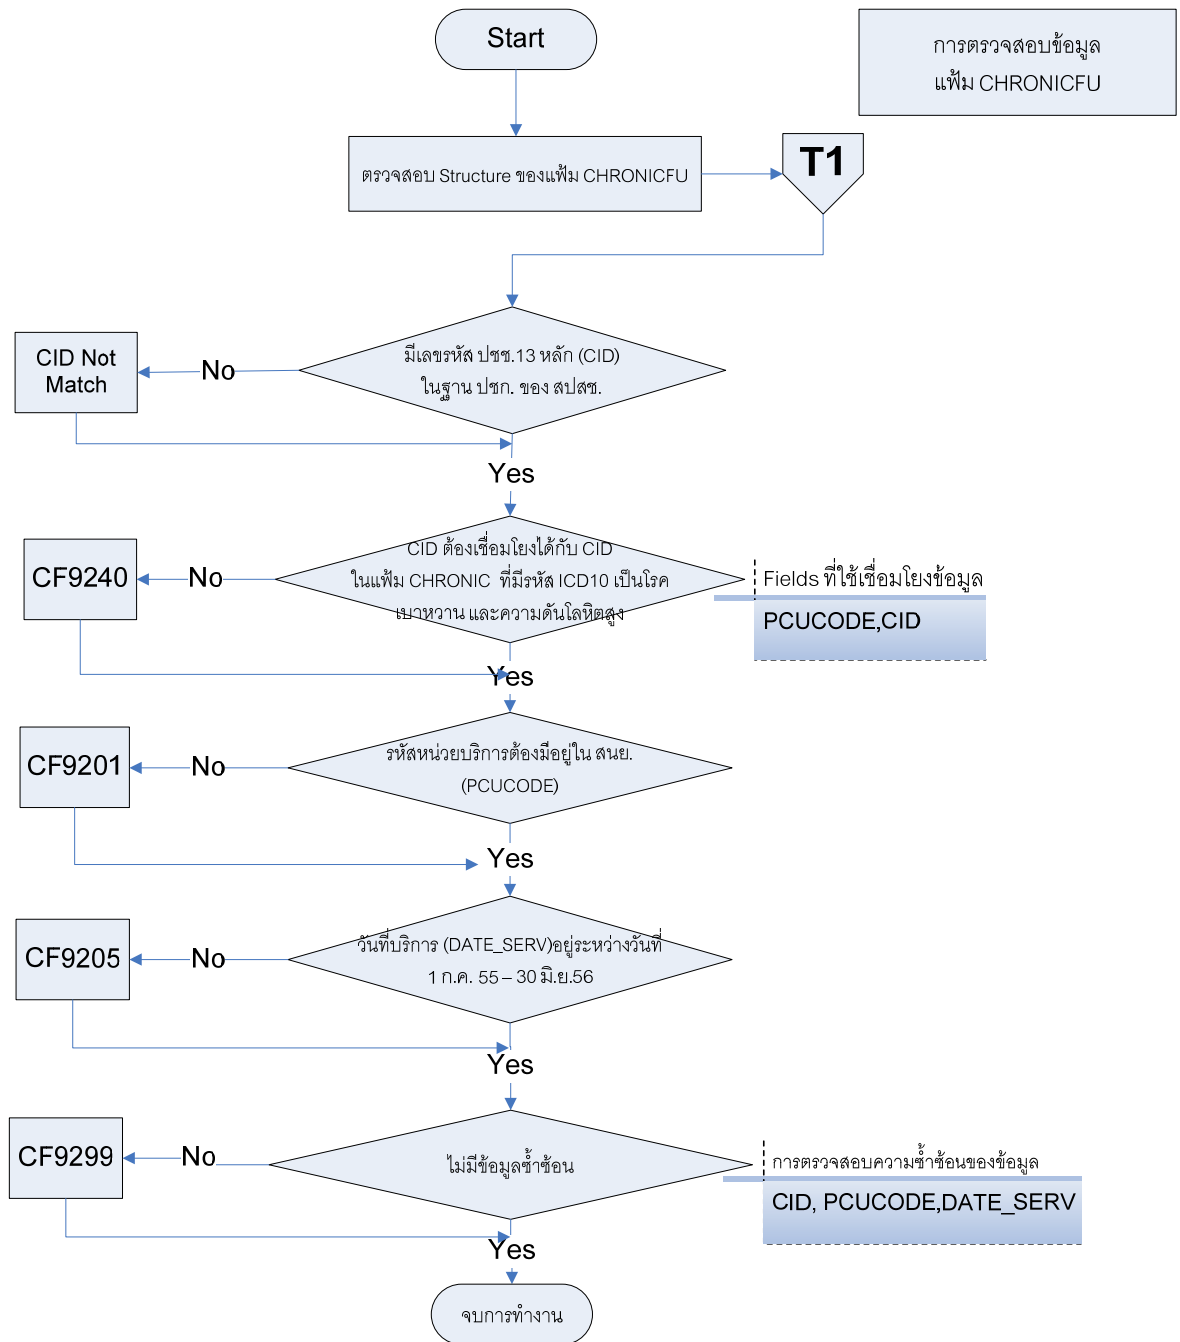 Start
การตรวจสอบข้อมูล
แฟ้ม CHRONICFU
ตรวจสอบ Structure ของแฟ้ม CHRONICFU
T1
มีเลขรหัส ปชช.13 หลัก (CID)
ในฐาน ปชก. ของ สปสช.
No
CID Not
Match
Yes
CID ต้องเชื่อมโยงได้กับ CID
ในแฟ้ม CHRONIC ที่มีรหัส ICD10 เป็นโรค
เบาหวาน และความดันโลหิตสูง
No
CF9240
Fields ที่ใช้เชื่อมโยงข้อมูล
PCUCODE,CID
Yes
รหัสหน่วยบริการต้องมีอยู่ใน สนย.
(PCUCODE)
No
CF9201
Yes
วันที่บริการ (DATE_SERV)อยู่ระหว่างวันที่
1 ก.ค. 55 – 30 มิ.ย.56
No
CF9205
Yes
ไม่มีข้อมูลซ้ำซ้อน
No
CF9299
การตรวจสอบความซ้ำซ้อนของข้อมูล
CID, PCUCODE,DATE_SERV
Yes
จบการทำงาน